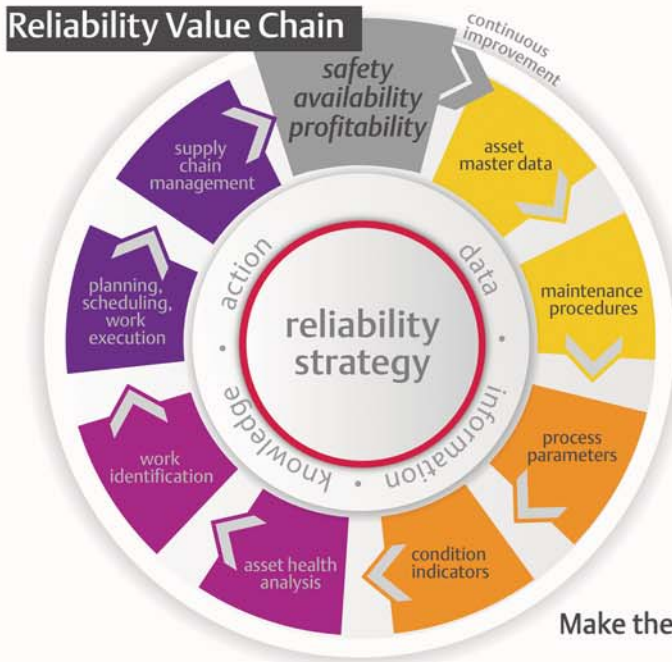 Reliability Value Chain
continuous
improvement
safety
availability
profitability
asset
master data
maintenance
procedures
process
parameters
condition
indicators
asset health
analysis
work
identification
planning,
scheduling,
work
execution
supply
chain
management
data • information • knowledge • action
reliability
strategy
Make the